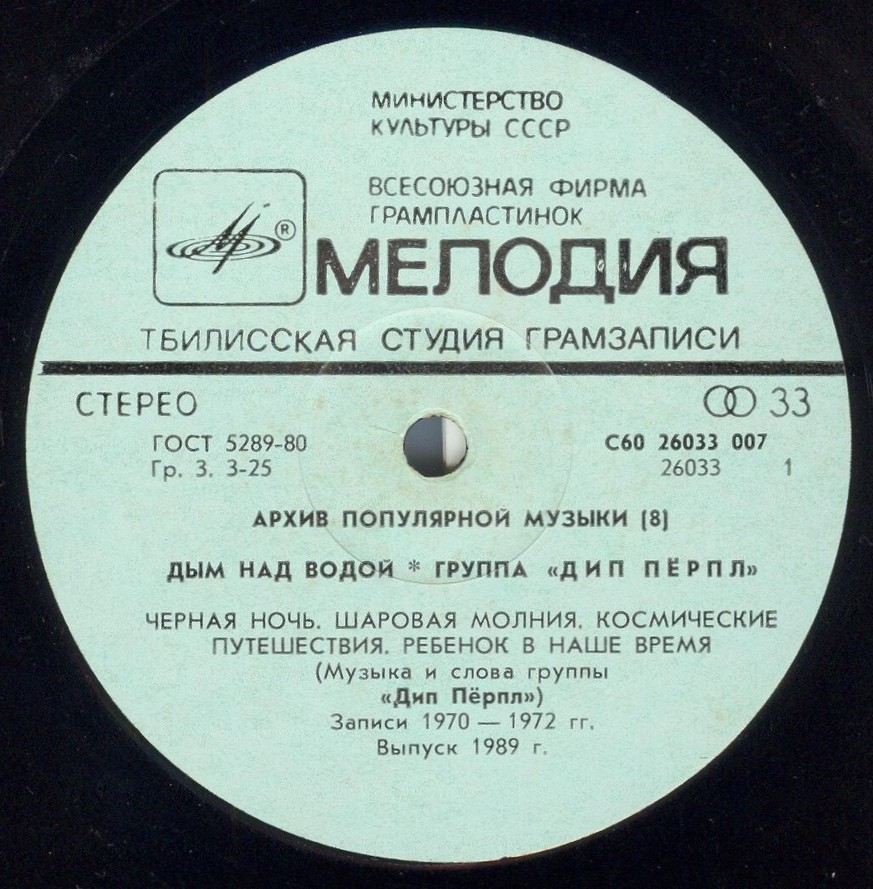 МИНИСТЕРСТВО
КУЛЬТУРЫ СССР
ВСЕСОЮЗНАЯ ФИРМА
ГРАМПЛАСТИНОК
®
МЕЛОДИЯ
ТБИЛИССКАЯ СТУДИЯ ГРАМЗАПИСИ
СТЕРЕО 33
ГОСТ 5289-80 С60 26033 007
Гр. 3. 3-25 26033 1
АРХИВ ПОПУЛЯРНОЙ МУЗЫКИ (8)
ДЫМ НАД ВОДОЙ * ГРУППА «ДИП ПЁРПЛ»
ЧЕРНАЯ НОЧЬ. ШАРОВАЯ МОЛНИЯ. КОСМИЧЕСКИЕ
ПУТЕШЕСТВИЯ. РЕБЕНОК В НАШЕ ВРЕМЯ
(Музыка и слова группы
«Дип Пёрпл»)
Записи 1970 — 1972 гг.
Выпуск 1989 г.